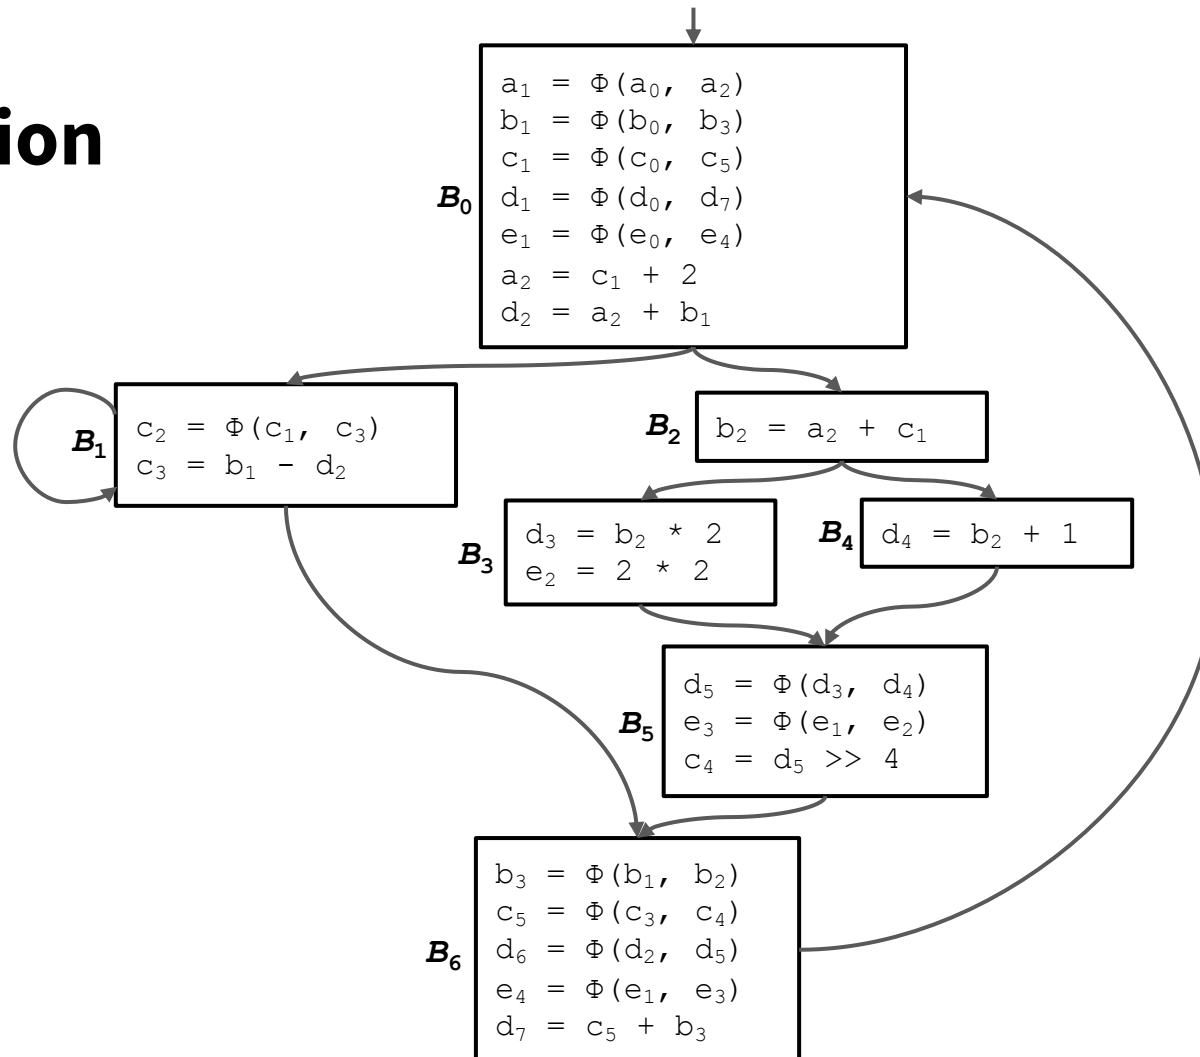 ion
B₀
a₁ = Φ(a₀, a₂)
b₁ = Φ(b₀, b₃)
c₁ = Φ(c₀, c₅)
d₁ = Φ(d₀, d₇)
e₁ = Φ(e₀, e₄)
a₂ = c₁ + 2
d₂ = a₂ + b₁
B₁
c₂ = Φ(c₁, c₃)
c₃ = b₁ - d₂
B₂
b₂ = a₂ + c₁
B₃
d₃ = b₂ * 2
e₂ = 2 * 2
B₄
d₄ = b₂ + 1
B₅
d₅ = Φ(d₃, d₄)
e₃ = Φ(e₁, e₂)
c₄ = d₅ >> 4
B₆
b₃ = Φ(b₁, b₂)
c₅ = Φ(c₃, c₄)
d₆ = Φ(d₂, d₅)
e₄ = Φ(e₁, e₃)
d₇ = c₅ + b₃